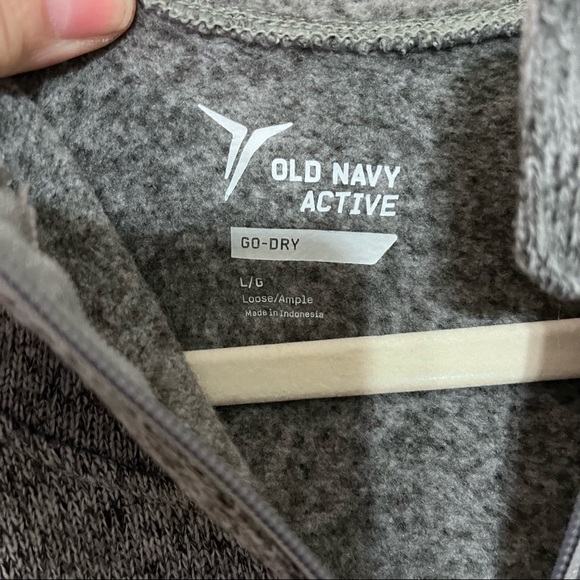 OLD NAVY
ACTIVE
GO-DRY
L/G
Loose/Ample
Made in Indonesia